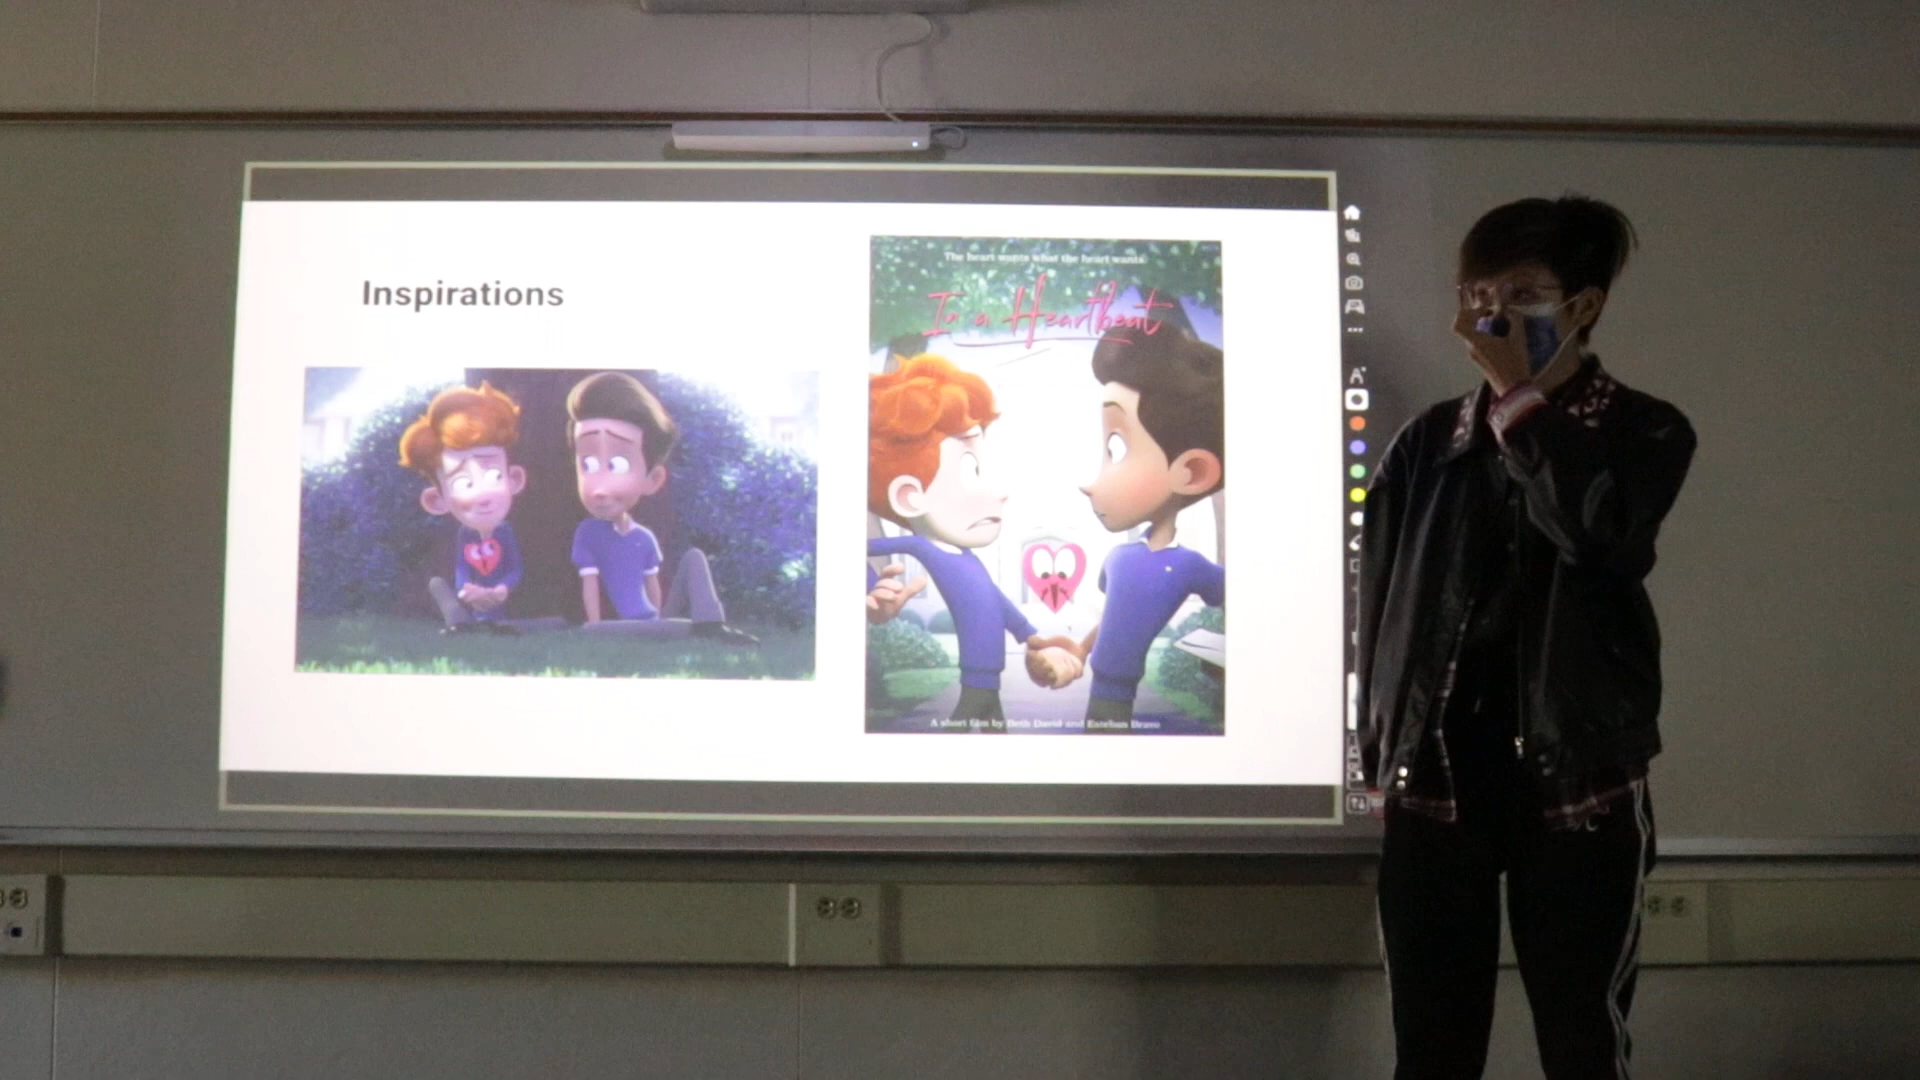 Inspirations
The heart wants what the heart wants.
In a Heartbeat
A short film by Beth David and Esteban Bravo